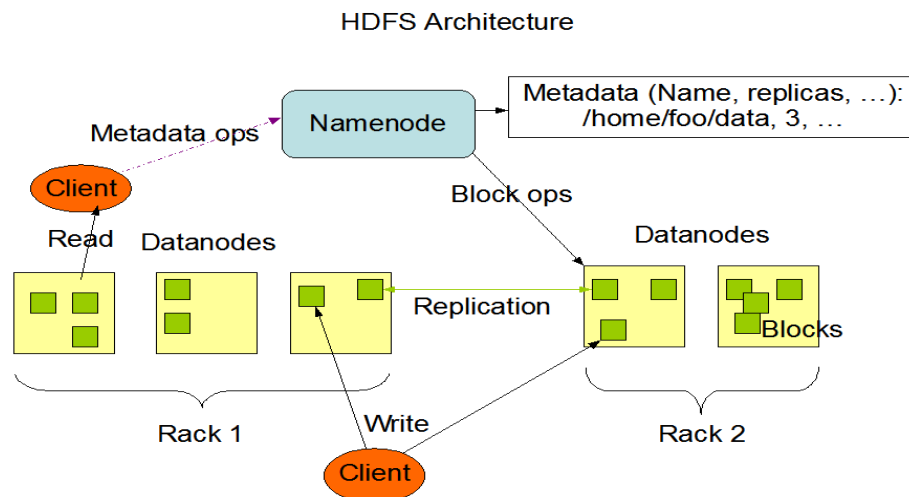 HDFS Architecture
Metadata (Name, replicas, …):
/home/foo/data, 3, …
Namenode
Metadata ops
Client
Block ops
Read
Datanodes
Datanodes
Replication
Blocks
Rack 1
Write
Rack 2
Client